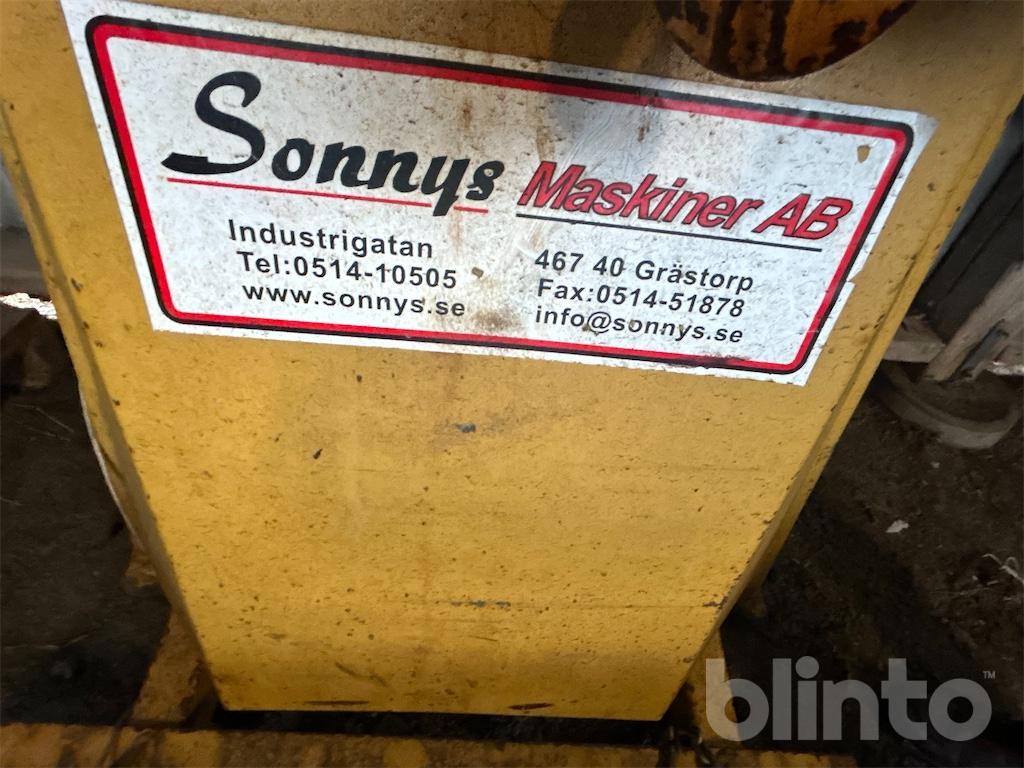 Sonnys Maskiner AB
Industrigatan 467 40 Grästorp
Tel:0514-10505 Fax:0514-51878
www.sonnys.se info@sonnys.se
blinto™